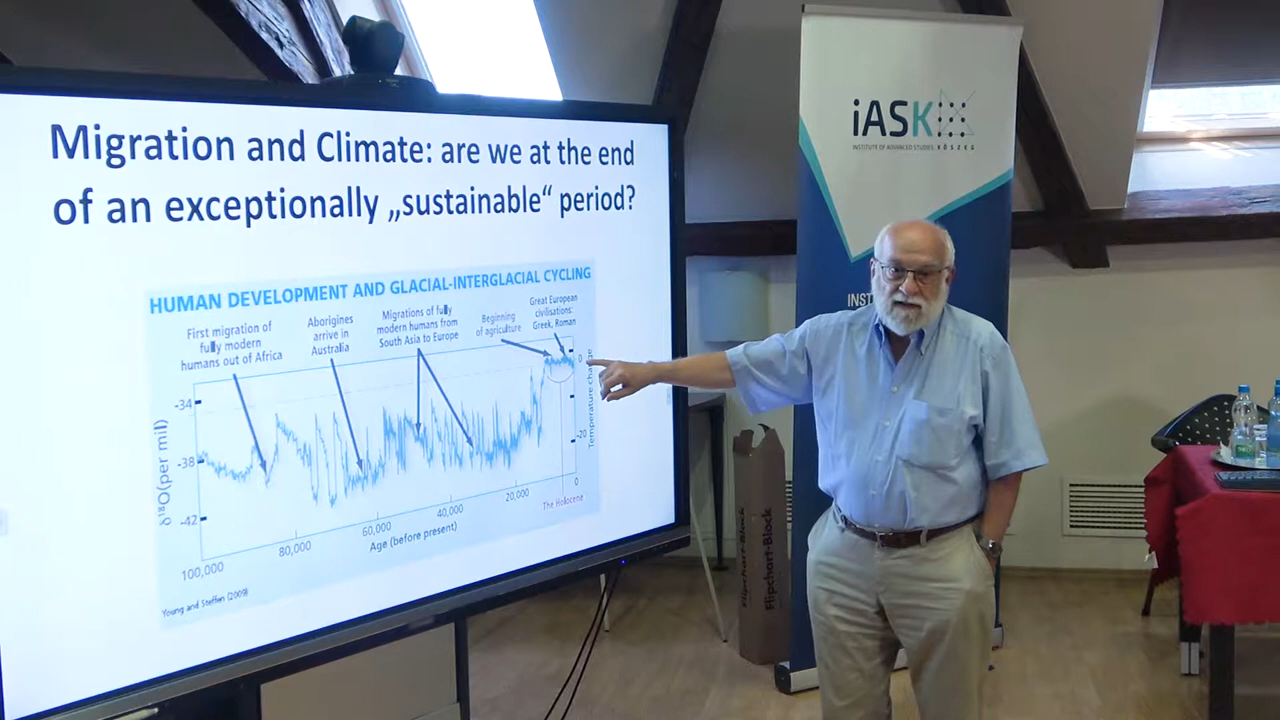 Migration and Climate: are we at the end
of an exceptionally „sustainable“ period?
HUMAN DEVELOPMENT AND GLACIAL-INTERGLACIAL CYCLING
First migration of
fully modern
humans out of Africa
Aborigines
arrive in
Australia
Migrations of fully
modern humans from
South Asia to Europe
Beginning
of agriculture
Great European
civilisations:
Greek, Roman
δ¹⁸O(per mil)
-34
-38
-42
100,000
80,000
60,000
40,000
20,000
0
Age (before present)
The Holocene
0
-20
Temperature change
Young and Steffen (2009)
iASK
INSTITUTE OF ADVANCED STUDIES KŐSZEG
INST
Flipchart-Block
Flipchart-Block